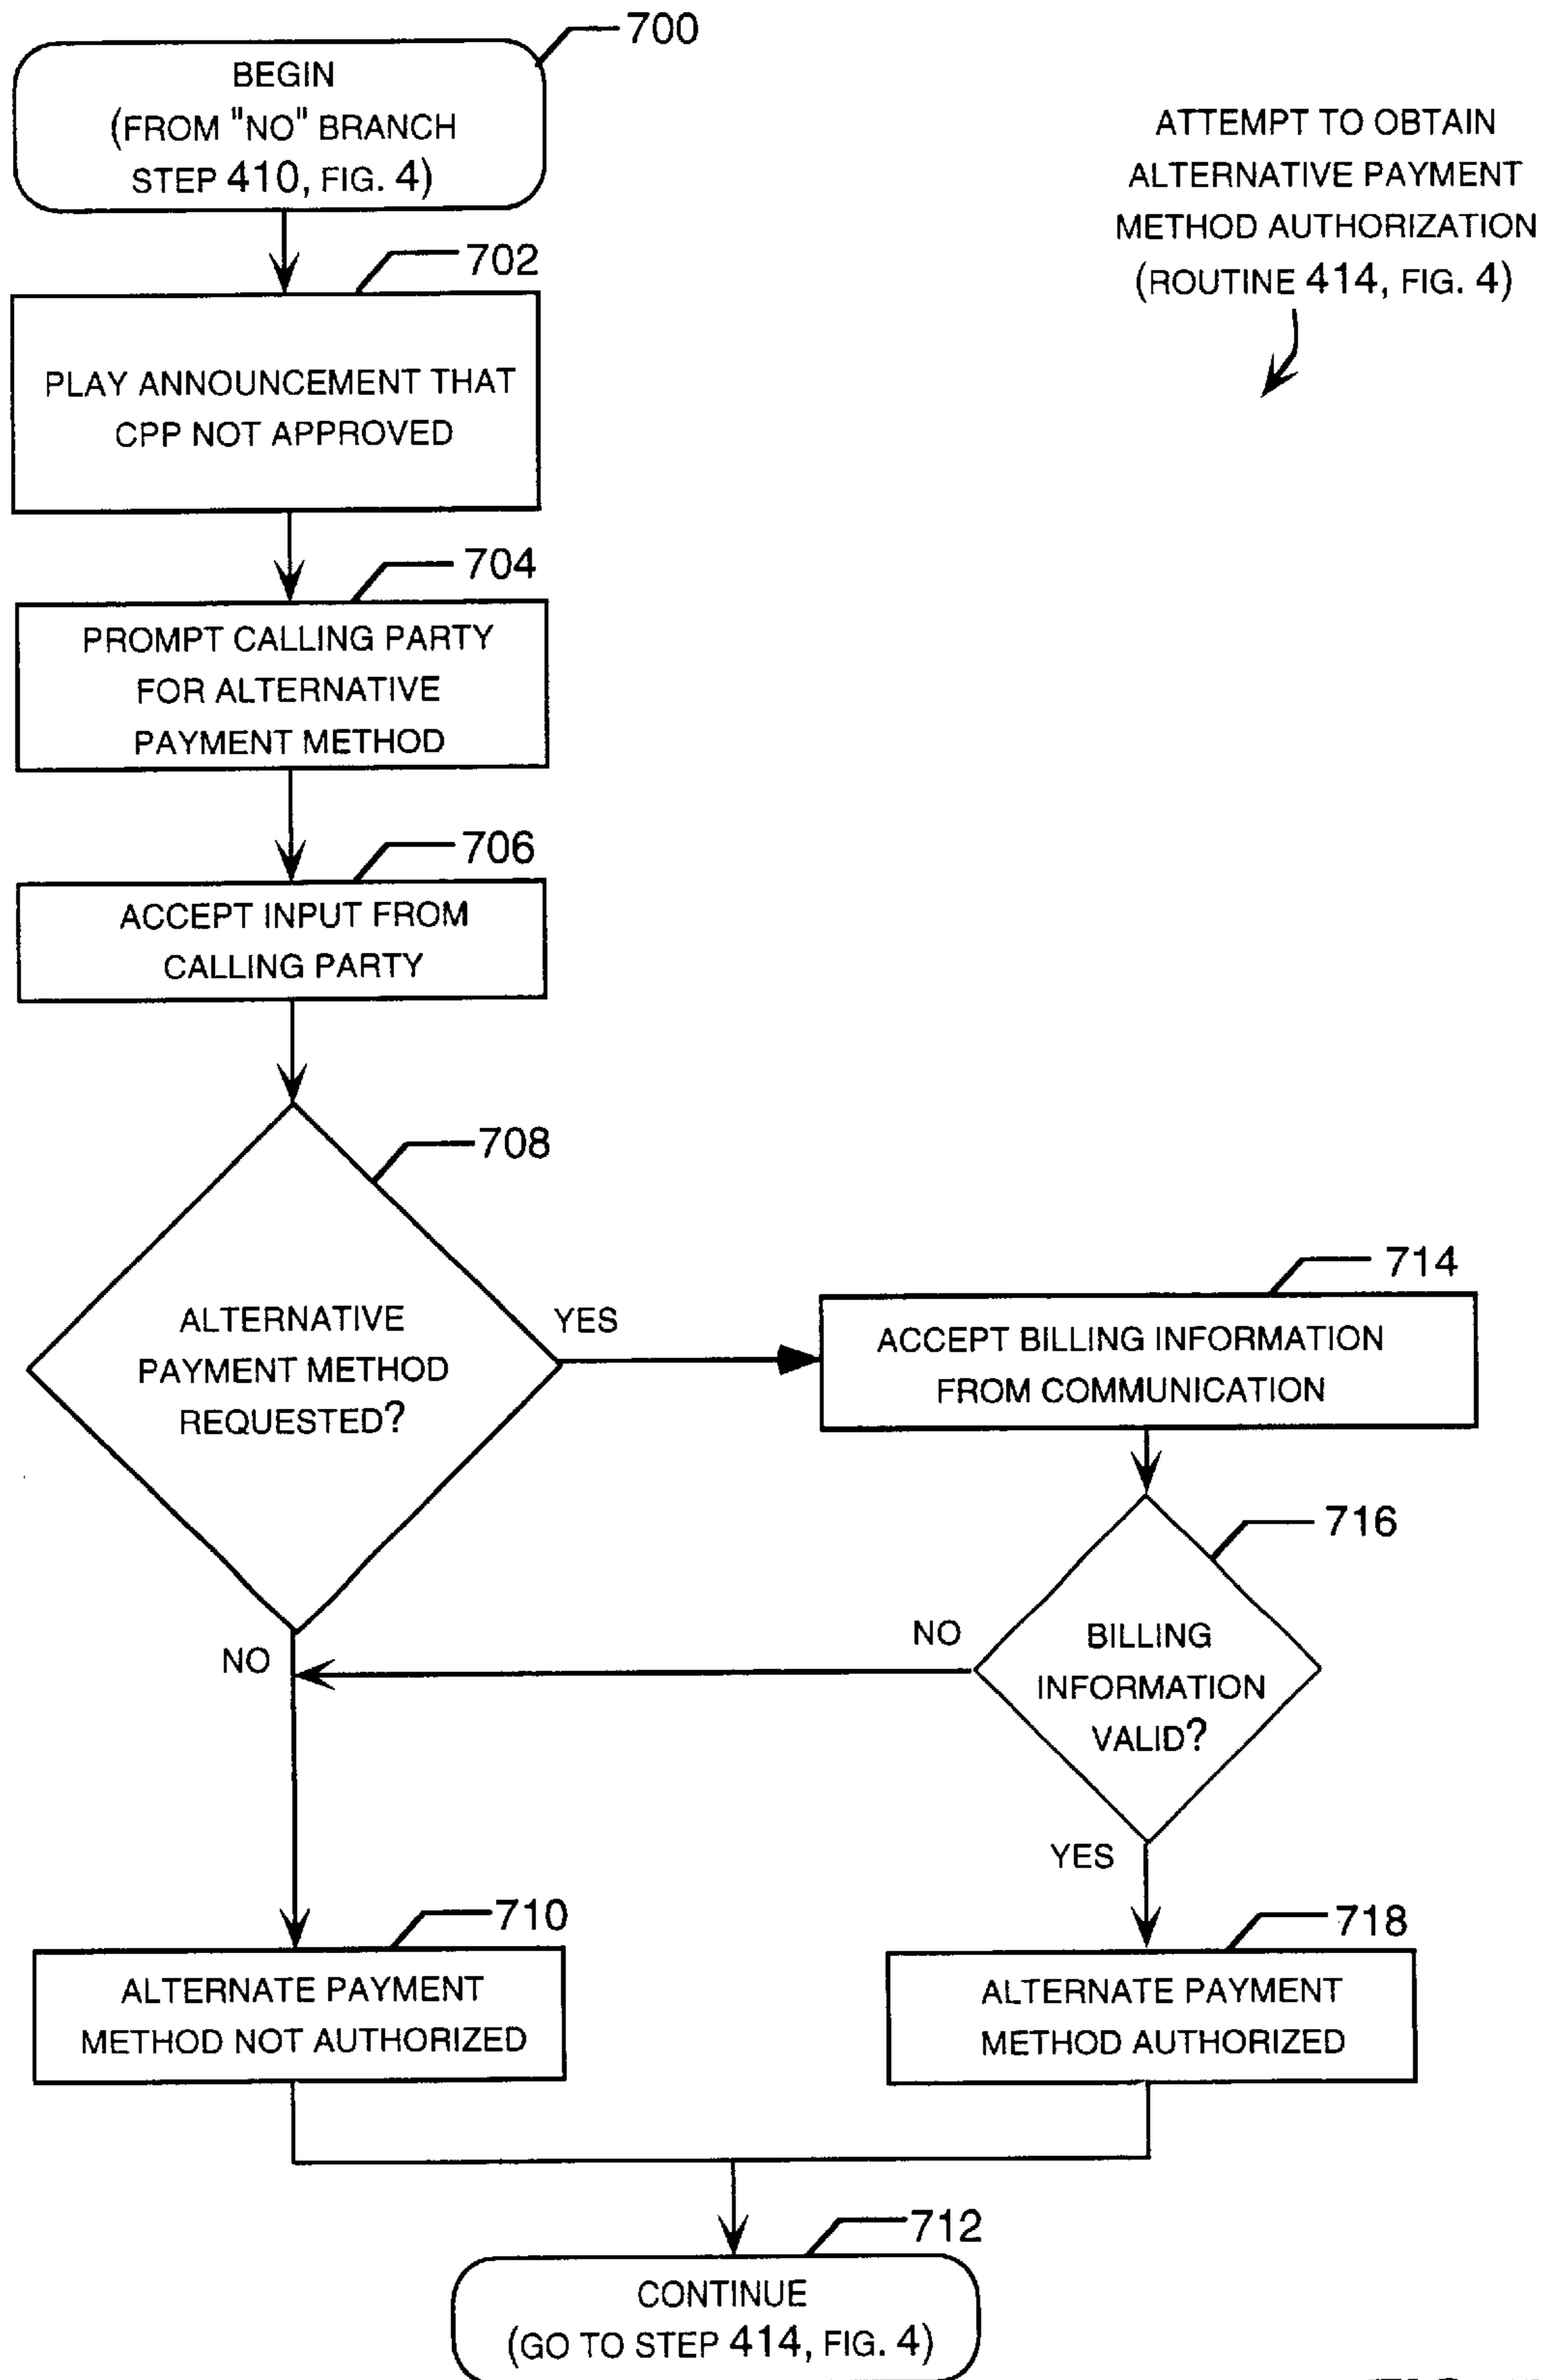 700
BEGIN
(FROM "NO" BRANCH
STEP 410, FIG. 4)
ATTEMPT TO OBTAIN
ALTERNATIVE PAYMENT
METHOD AUTHORIZATION
(ROUTINE 414, FIG. 4)
702
PLAY ANNOUNCEMENT THAT
CPP NOT APPROVED
704
PROMPT CALLING PARTY
FOR ALTERNATIVE
PAYMENT METHOD
706
ACCEPT INPUT FROM
CALLING PARTY
708
ALTERNATIVE
PAYMENT METHOD
REQUESTED?
YES
714
ACCEPT BILLING INFORMATION
FROM COMMUNICATION
716
BILLING
INFORMATION
VALID?
NO
NO
YES
710
ALTERNATE PAYMENT
METHOD NOT AUTHORIZED
718
ALTERNATE PAYMENT
METHOD AUTHORIZED
712
CONTINUE
(GO TO STEP 414, FIG. 4)